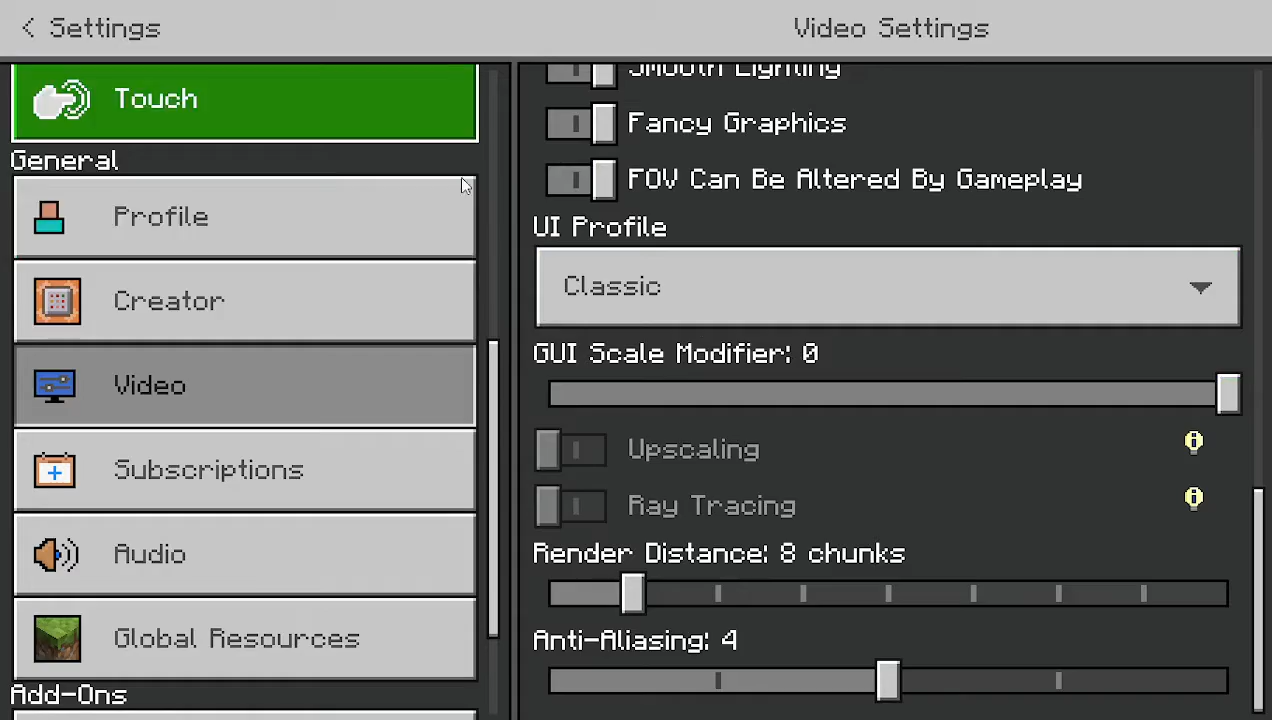 Settings
Video Settings
Touch
General
Profile
Creator
Video
Subscriptions
Audio
Global Resources
Add-Ons
Smooth Lighting
Fancy Graphics
FOV Can Be Altered By Gameplay
UI Profile
Classic
GUI Scale Modifier: 0
Upscaling
Ray Tracing
Render Distance: 8 chunks
Anti-Aliasing: 4